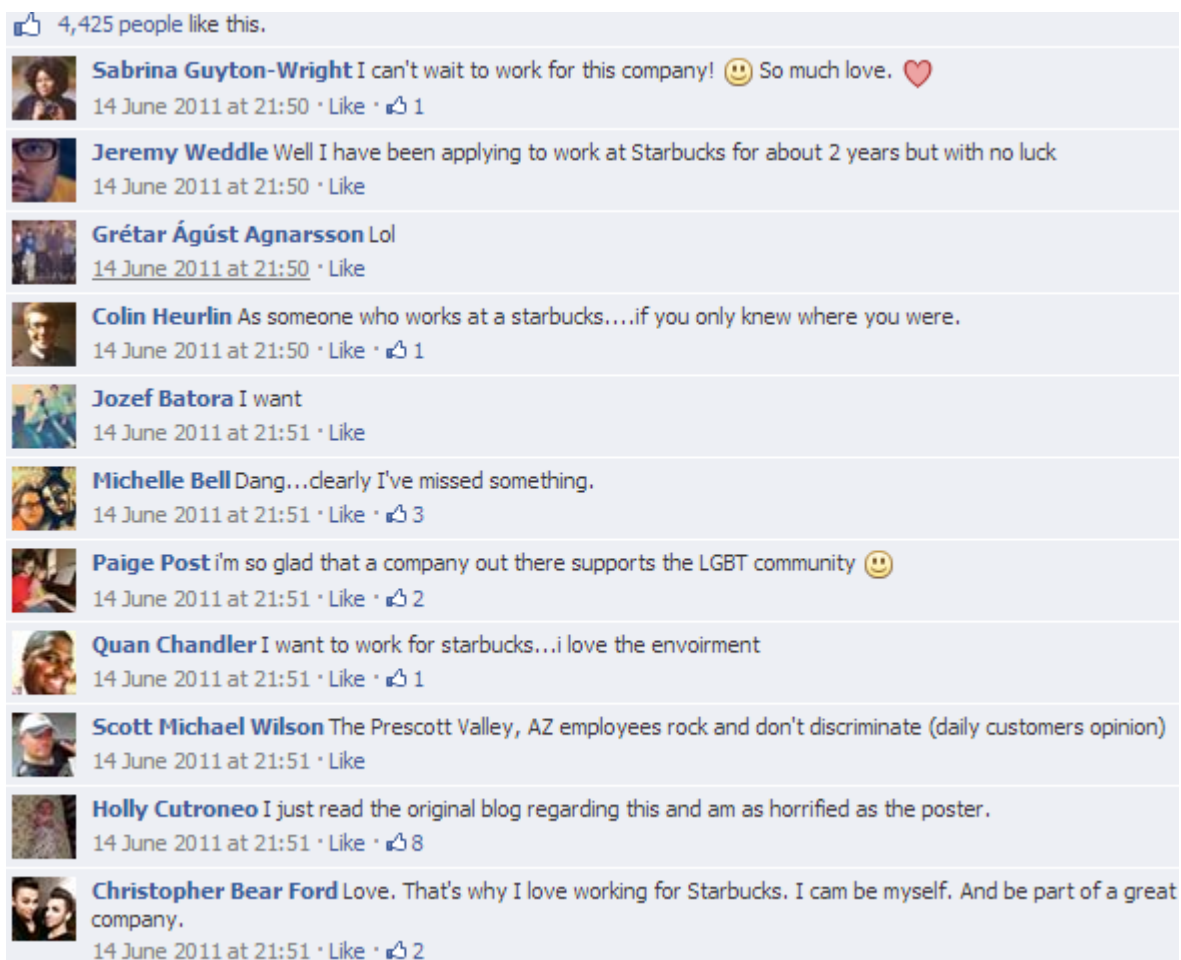 4,425 people like this.
Sabrina Guyton-Wright I can't wait to work for this company! So much love.
14 June 2011 at 21:50 · Like · 1
Jeremy Weddle Well I have been applying to work at Starbucks for about 2 years but with no luck
14 June 2011 at 21:50 · Like
Grétar Ágúst Agnarsson Lol
14 June 2011 at 21:50 · Like
Colin Heurlin As someone who works at a starbucks....if you only knew where you were.
14 June 2011 at 21:50 · Like · 1
Jozef Batora I want
14 June 2011 at 21:51 · Like
Michelle Bell Dang...clearly I've missed something.
14 June 2011 at 21:51 · Like · 3
Paige Post i'm so glad that a company out there supports the LGBT community
14 June 2011 at 21:51 · Like · 2
Quan Chandler I want to work for starbucks...i love the envoirment
14 June 2011 at 21:51 · Like · 1
Scott Michael Wilson The Prescott Valley, AZ employees rock and don't discriminate (daily customers opinion)
14 June 2011 at 21:51 · Like
Holly Cutroneo I just read the original blog regarding this and am as horrified as the poster.
14 June 2011 at 21:51 · Like · 8
Christopher Bear Ford Love. That's why I love working for Starbucks. I cam be myself. And be part of a great
company.
14 June 2011 at 21:51 · Like · 2